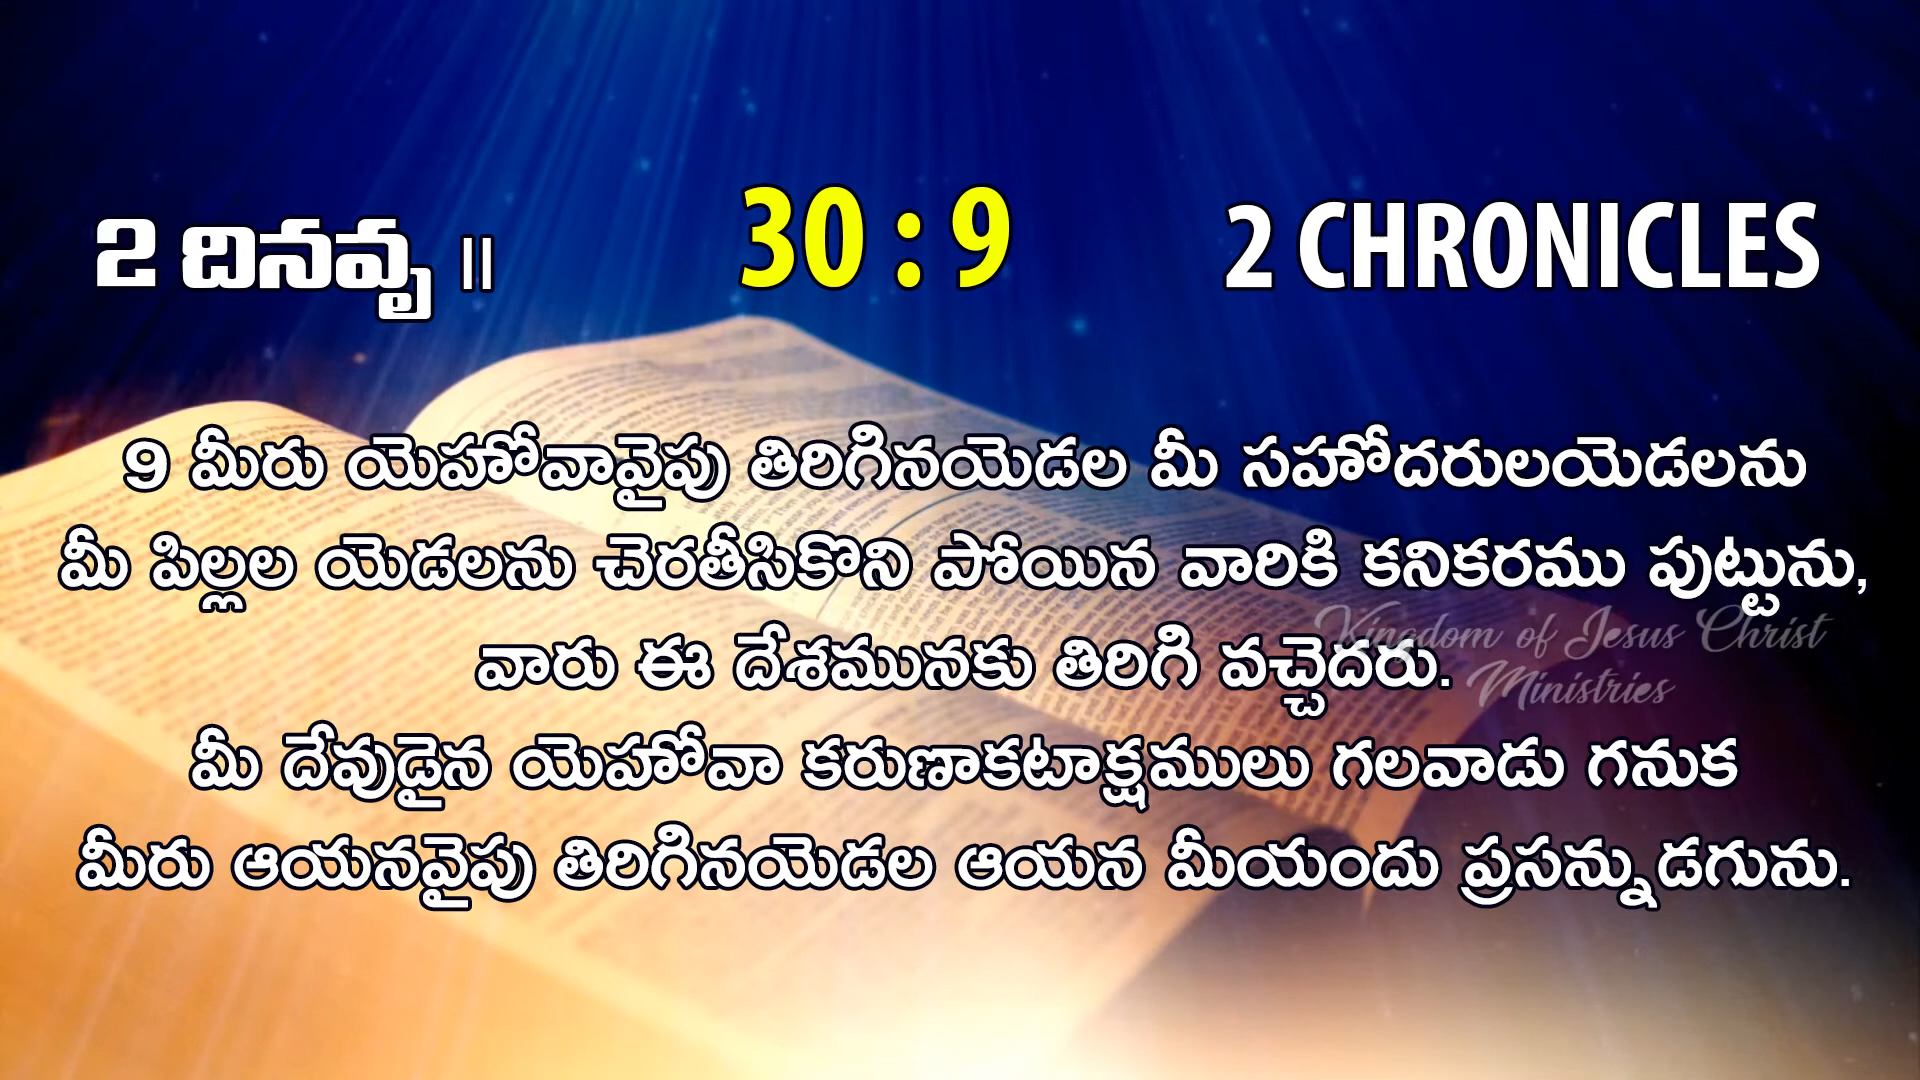 2 దినవృ ॥ 30 : 9 2 CHRONICLES
9 మీరు యెహోవావైపు తిరిగినయెడల మీ సహోదరులయెడలను
మీ పిల్లల యెడలను చెరతీసికొని పోయిన వారికి కనికరము పుట్టును,
వారు ఈ దేశమునకు తిరిగి వచ్చెదరు.
మీ దేవుడైన యెహోవా కరుణాకటాక్షములు గలవాడు గనుక
మీరు ఆయనవైపు తిరిగినయెడల ఆయన మీయందు ప్రసన్నుడగును.
Kingdom of Jesus Christ
Ministries